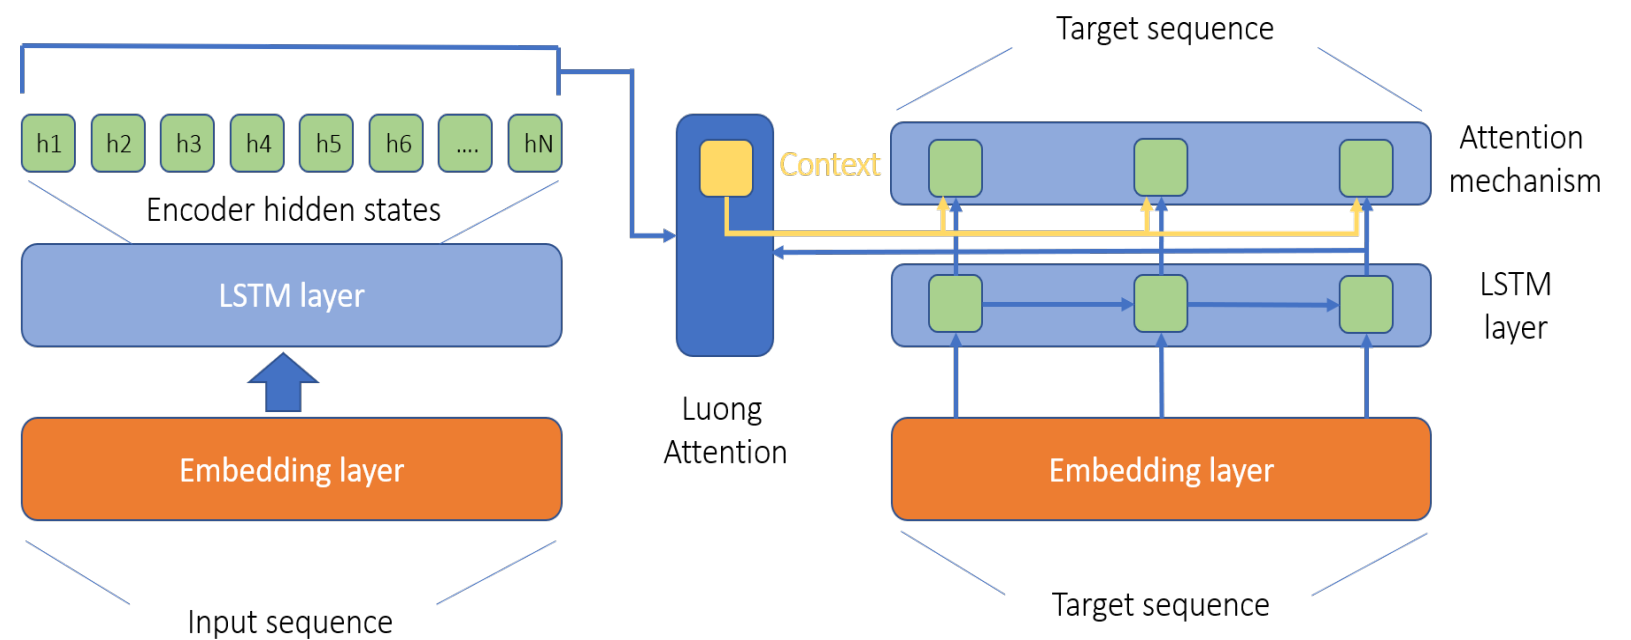 Target sequence
h1 h2 h3 h4 h5 h6 .... hN
Encoder hidden states
LSTM layer
Embedding layer
Input sequence
Context
Luong
Attention
Attention
mechanism
LSTM
layer
Embedding layer
Target sequence